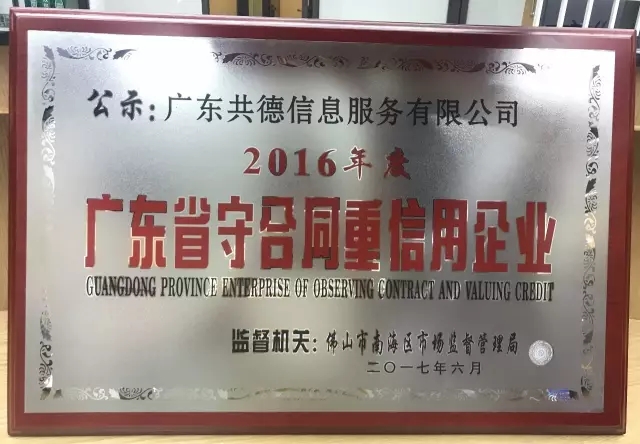 公示：广东共德信息服务有限公司
2016年度
广东省守合同重信用企业
GUANGDONG PROVINCE ENTERPRISE OF OBSERVING CONTRACT AND VALUING CREDIT
监督机关：佛山市南海区市场监督管理局
二〇一七年六月